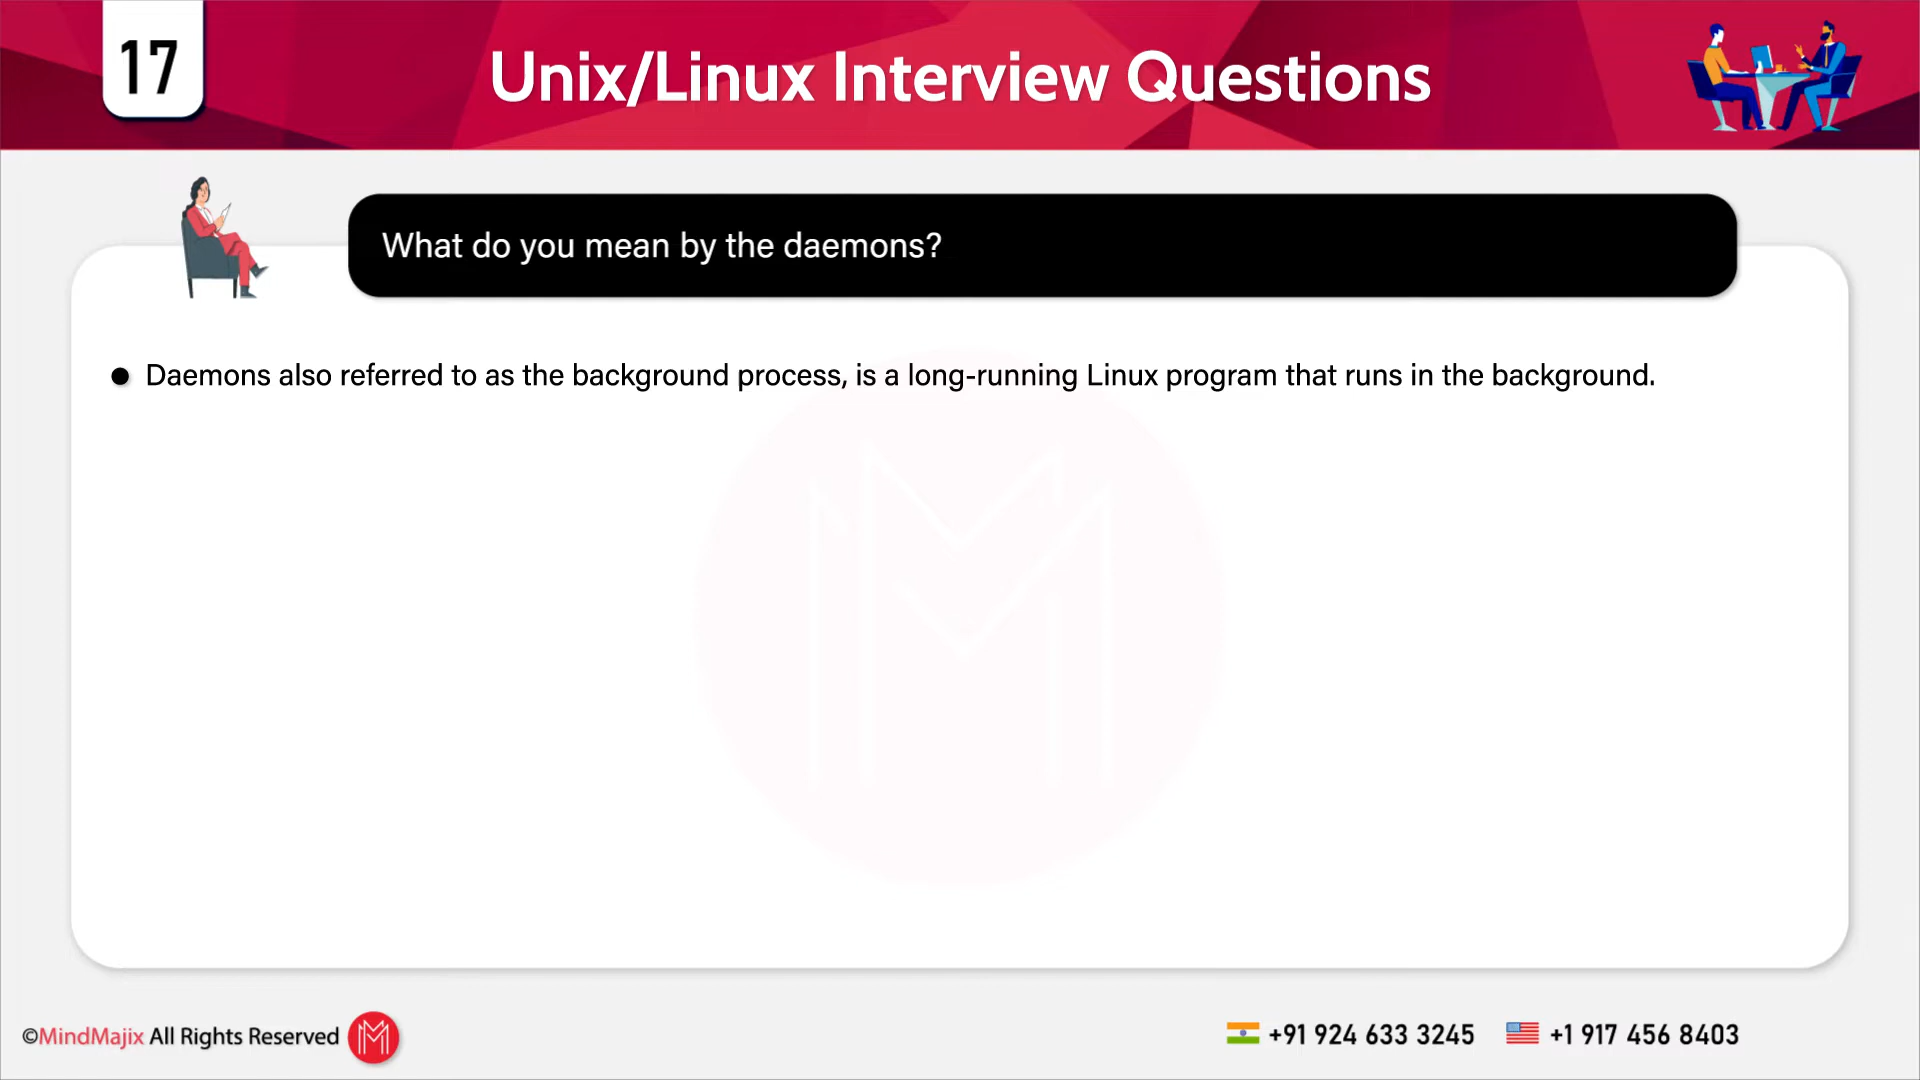 17
Unix/Linux Interview Questions
What do you mean by the daemons?
● Daemons also referred to as the background process, is a long-running Linux program that runs in the background.
©MindMajix All Rights Reserved
+91 924 633 3245 +1 917 456 8403